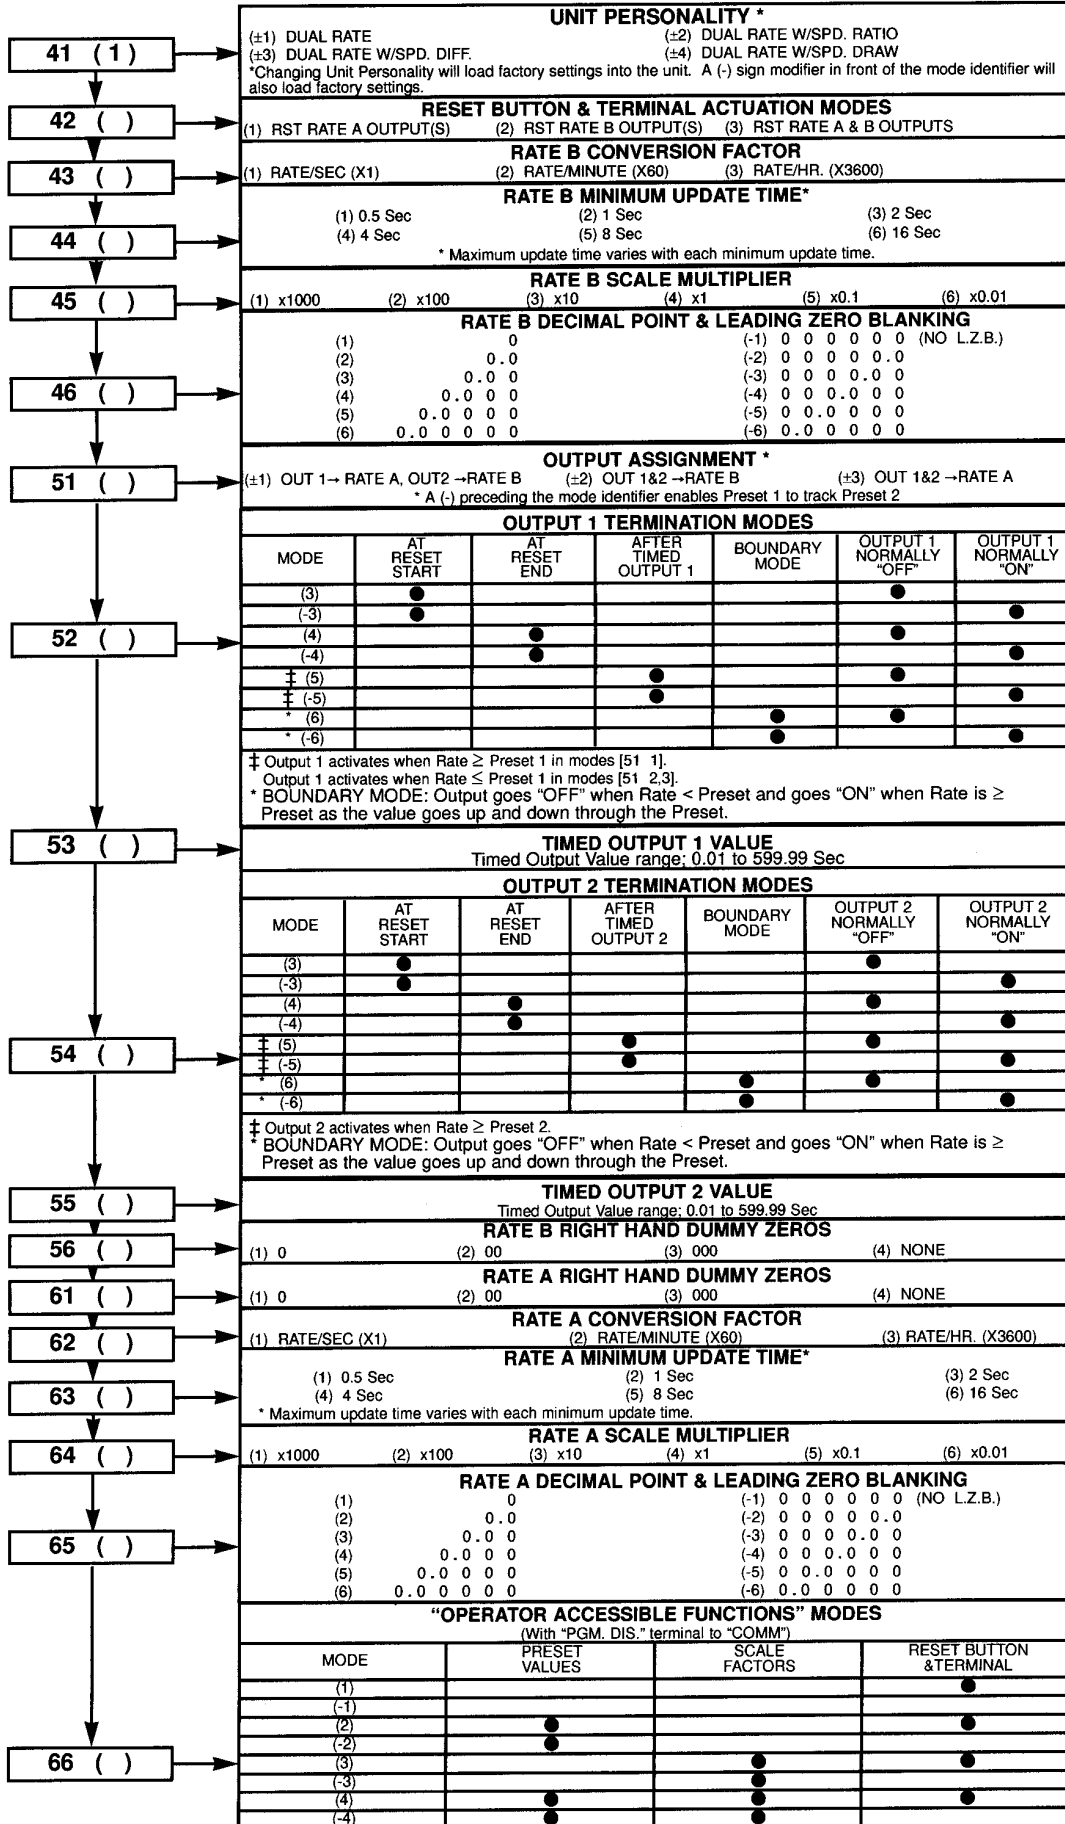 UNIT PERSONALITY *
41 (1)
(±1) DUAL RATE (±2) DUAL RATE W/SPD. RATIO
(±3) DUAL RATE W/SPD. DIFF. (±4) DUAL RATE W/SPD. DRAW
*Changing Unit Personality will load factory settings into the unit. A (-) sign modifier in front of the mode identifier will
also load factory settings.
42 ( )
RESET BUTTON & TERMINAL ACTUATION MODES
(1) RST RATE A OUTPUT(S) (2) RST RATE B OUTPUT(S) (3) RST RATE A & B OUTPUTS
43 ( )
RATE B CONVERSION FACTOR
(1) RATE/SEC (X1) (2) RATE/MINUTE (X60) (3) RATE/HR. (X3600)
44 ( )
RATE B MINIMUM UPDATE TIME*
(1) 0.5 Sec (2) 1 Sec (3) 2 Sec
(4) 4 Sec (5) 8 Sec (6) 16 Sec
* Maximum update time varies with each minimum update time.
45 ( )
RATE B SCALE MULTIPLIER
(1) x1000 (2) x100 (3) x10 (4) x1 (5) x0.1 (6) x0.01
46 ( )
RATE B DECIMAL POINT & LEADING ZERO BLANKING
(1) 0 (-1) 0 0 0 0 0 0 (NO L.Z.B.)
(2) 0.0 (-2) 0 0 0 0 0.0
(3) 0.0 0 (-3) 0 0 0 0.0 0
(4) 0.0 0 0 (-4) 0 0 0.0 0 0
(5) 0.0 0 0 0 (-5) 0 0.0 0 0 0
(6) 0.0 0 0 0 0 (-6) 0.0 0 0 0 0
51 ( )
OUTPUT ASSIGNMENT *
(±1) OUT 1→ RATE A, OUT2 →RATE B (±2) OUT 1&2 →RATE B (±3) OUT 1&2 →RATE A
* A (-) preceding the mode identifier enables Preset 1 to track Preset 2
52 ( )
OUTPUT 1 TERMINATION MODES
MODE AT RESET START AT RESET END AFTER TIMED OUTPUT 1 BOUNDARY MODE OUTPUT 1 NORMALLY "OFF" OUTPUT 1 NORMALLY "ON"
(3) ● ●
(-3) ● ●
(4) ● ●
(-4) ● ●
‡ (5) ● ●
‡ (-5) ● ●
* (6) ● ●
* (-6) ● ●
‡ Output 1 activates when Rate ≥ Preset 1 in modes [51 1].
Output 1 activates when Rate ≤ Preset 1 in modes [51 2,3].
* BOUNDARY MODE: Output goes "OFF" when Rate < Preset and goes "ON" when Rate is ≥
Preset as the value goes up and down through the Preset.
53 ( )
TIMED OUTPUT 1 VALUE
Timed Output Value range; 0.01 to 599.99 Sec
54 ( )
OUTPUT 2 TERMINATION MODES
MODE AT RESET START AT RESET END AFTER TIMED OUTPUT 2 BOUNDARY MODE OUTPUT 2 NORMALLY "OFF" OUTPUT 2 NORMALLY "ON"
(3) ● ●
(-3) ● ●
(4) ● ●
(-4) ● ●
‡ (5) ● ●
‡ (-5) ● ●
* (6) ● ●
* (-6) ● ●
‡ Output 2 activates when Rate ≥ Preset 2.
* BOUNDARY MODE: Output goes "OFF" when Rate < Preset and goes "ON" when Rate is ≥
Preset as the value goes up and down through the Preset.
55 ( )
TIMED OUTPUT 2 VALUE
Timed Output Value range; 0.01 to 599.99 Sec
56 ( )
RATE B RIGHT HAND DUMMY ZEROS
(1) 0 (2) 00 (3) 000 (4) NONE
61 ( )
RATE A RIGHT HAND DUMMY ZEROS
(1) 0 (2) 00 (3) 000 (4) NONE
62 ( )
RATE A CONVERSION FACTOR
(1) RATE/SEC (X1) (2) RATE/MINUTE (X60) (3) RATE/HR. (X3600)
63 ( )
RATE A MINIMUM UPDATE TIME*
(1) 0.5 Sec (2) 1 Sec (3) 2 Sec
(4) 4 Sec (5) 8 Sec (6) 16 Sec
* Maximum update time varies with each minimum update time.
64 ( )
RATE A SCALE MULTIPLIER
(1) x1000 (2) x100 (3) x10 (4) x1 (5) x0.1 (6) x0.01
65 ( )
RATE A DECIMAL POINT & LEADING ZERO BLANKING
(1) 0 (-1) 0 0 0 0 0 0 (NO L.Z.B.)
(2) 0.0 (-2) 0 0 0 0 0.0
(3) 0.0 0 (-3) 0 0 0 0.0 0
(4) 0.0 0 0 (-4) 0 0 0.0 0 0
(5) 0.0 0 0 0 (-5) 0 0.0 0 0 0
(6) 0.0 0 0 0 0 (-6) 0.0 0 0 0 0
66 ( )
"OPERATOR ACCESSIBLE FUNCTIONS" MODES
(With "PGM. DIS." terminal to "COMM")
MODE PRESET VALUES SCALE FACTORS RESET BUTTON &TERMINAL
(1) ●
(-1)
(2) ● ●
(-2) ●
(3) ● ●
(-3) ●
(4) ● ● ●
(-4) ● ●